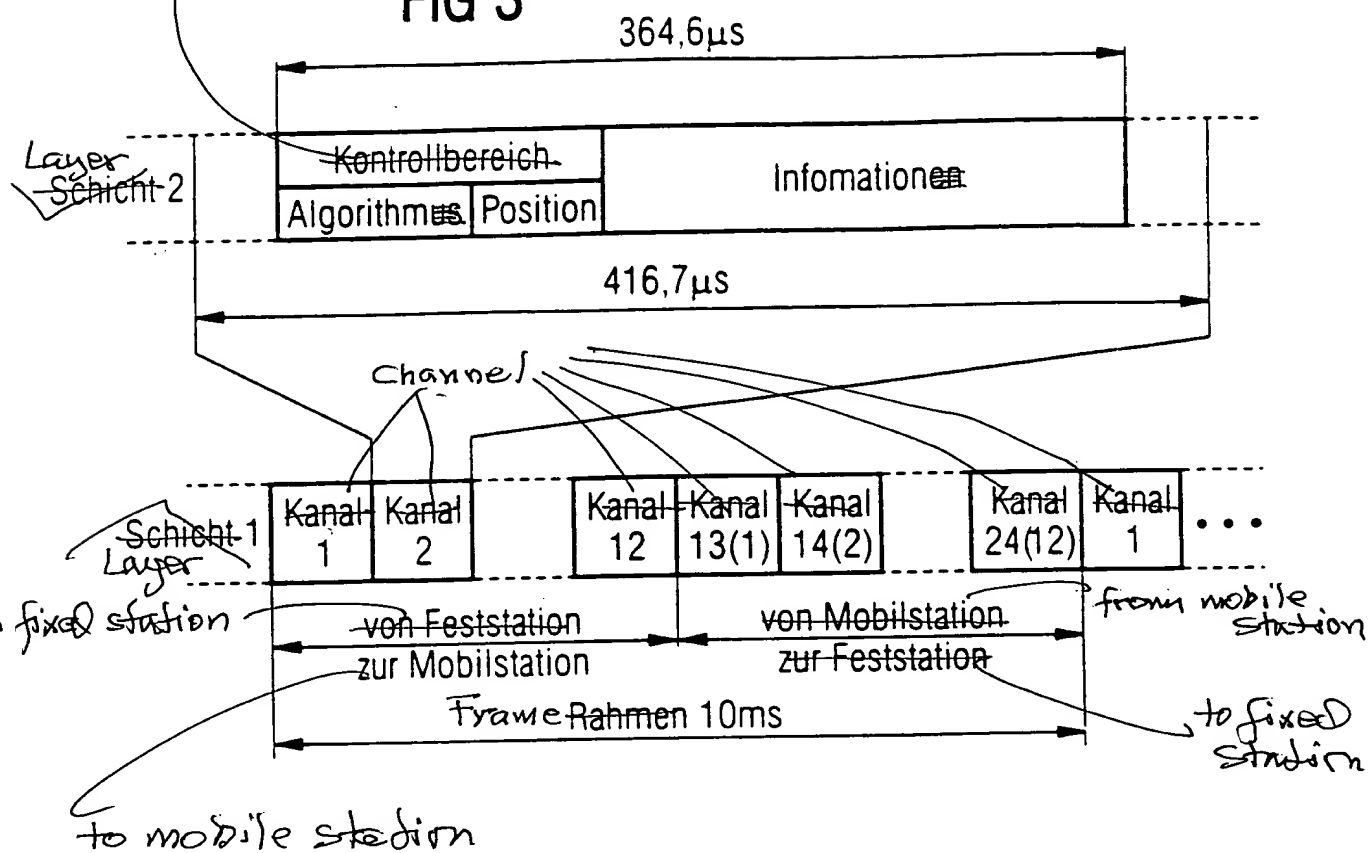 FIG 3
364,6µs
Layer
Schicht 2
Kontrollbereich
Infomationen
Algorithmus
Position
416,7µs
Channel
Schicht 1
Layer
Kanal 1
Kanal 2
Kanal 12
Kanal 13(1)
Kanal 14(2)
Kanal 24(12)
Kanal 1
...
fixed station
von Feststation
zur Mobilstation
von Mobilstation
zur Feststation
from mobile
station
Frame Rahmen 10ms
to fixed
station
to mobile station